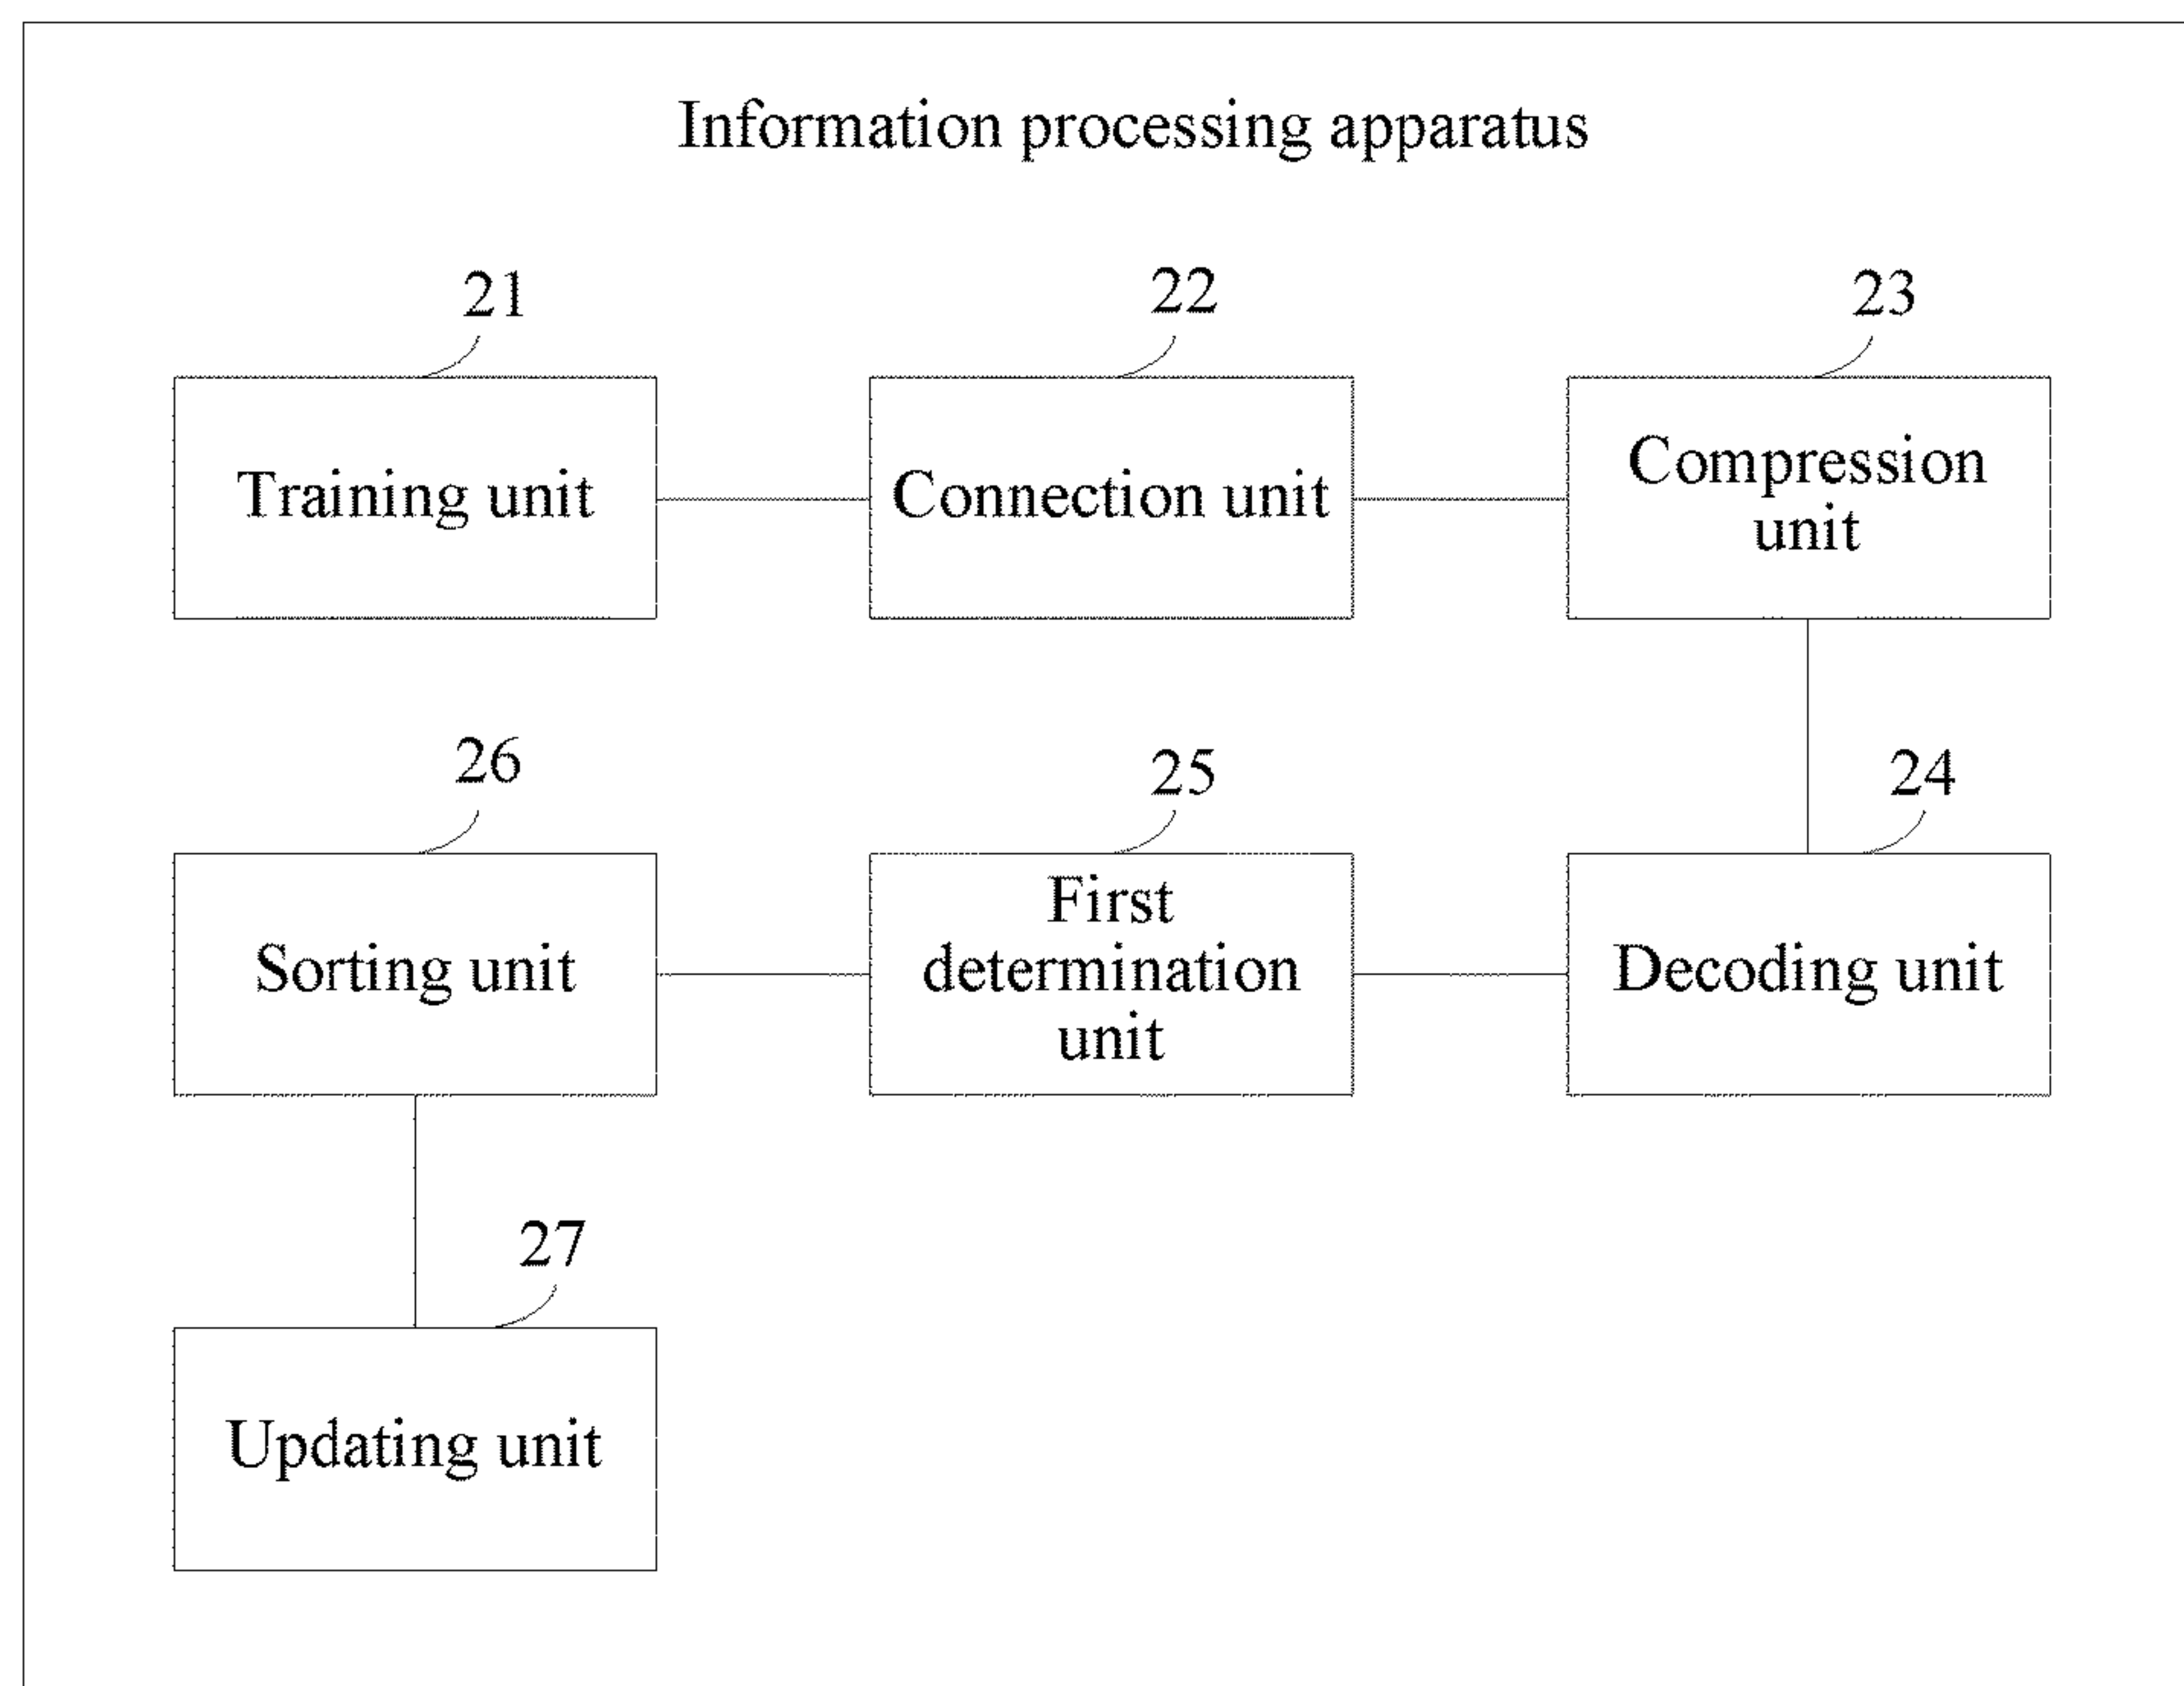 Information processing apparatus
21
22
23
Training unit
Connection unit
Compression
unit
26
25
24
Sorting unit
First
determination
unit
Decoding unit
27
Updating unit